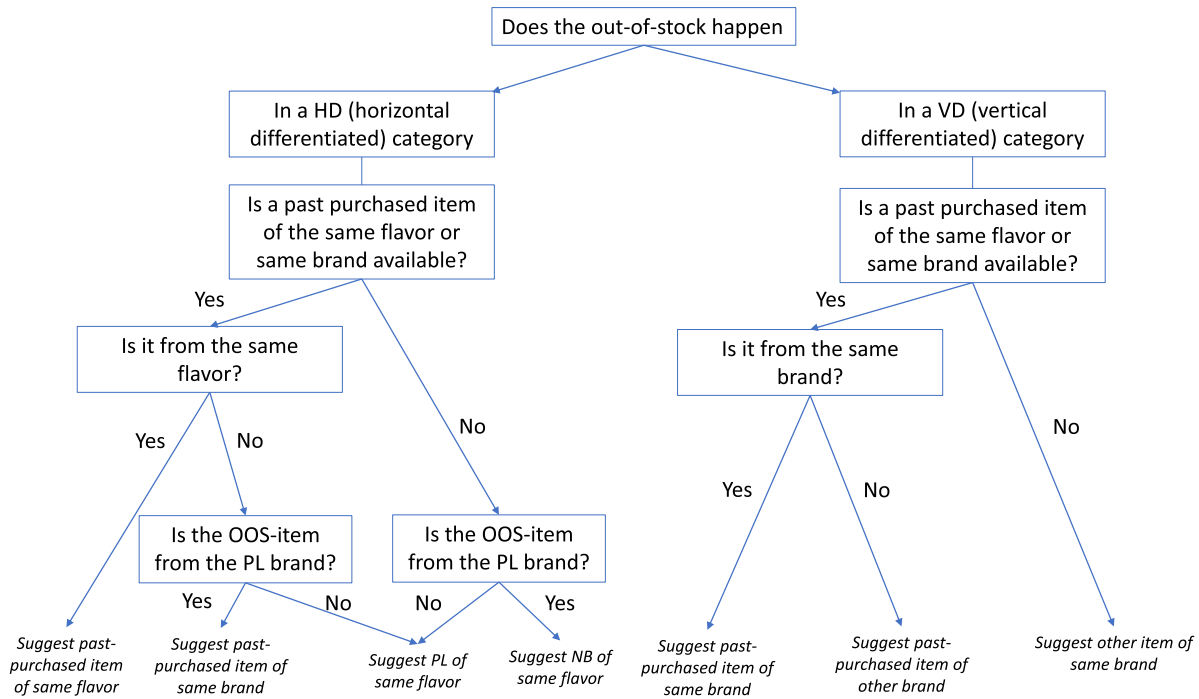 Does the out-of-stock happen
In a HD (horizontal
differentiated) category
In a VD (vertical
differentiated) category
Is a past purchased item
of the same flavor or
same brand available?
Is a past purchased item
of the same flavor or
same brand available?
Yes
Yes
Is it from the same
flavor?
Is it from the same
brand?
Yes
No
No
No
Yes
No
Is the OOS-item
from the PL brand?
Is the OOS-item
from the PL brand?
Yes
No
No
Yes
Suggest past-
purchased item
of same flavor
Suggest past-
purchased item of
same brand
Suggest PL of
same flavor
Suggest NB of
same flavor
Suggest past-
purchased item of
same brand
Suggest past-
purchased item of
other brand
Suggest other item of
same brand